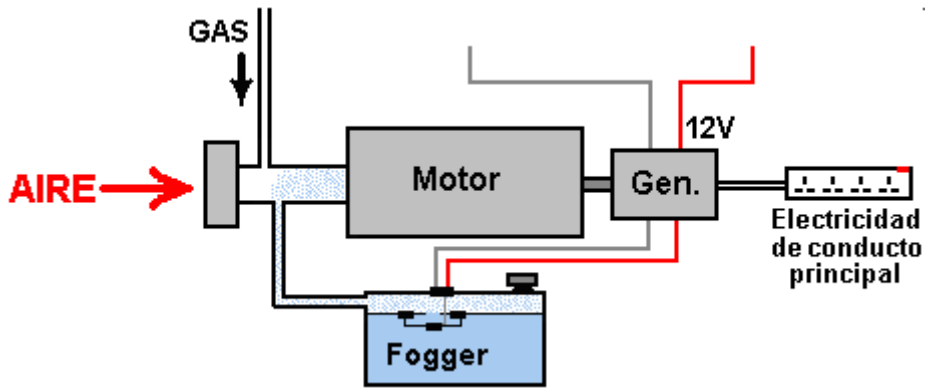 GAS
12V
AIRE
Motor
Gen.
Electricidad
de conducto
principal
Fogger